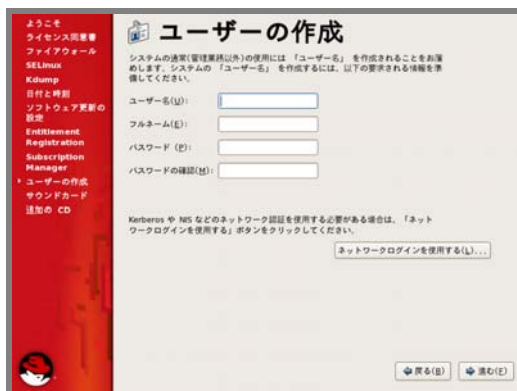 ようこそ
ライセンス同意書
ファイアウォール
SELinux
Kdump
日付と時刻
ソフトウェア更新の
設定
Entitlement
Registration
Subscription
Manager
ユーザーの作成
サウンドカード
追加の CD
ユーザーの作成
システムの通常(管理業務以外)の使用には 「ユーザー名」 を作成されることをお薦
めします。システムの 「ユーザー名」 を作成するには、以下の要求される情報を準
備してください。
ユーザー名(U):
フルネーム(E):
パスワード (P):
パスワードの確認(M):
Kerberos や NIS などのネットワーク認証を使用する必要がある場合は、「ネット
ワークログインを使用する」ボタンをクリックしてください。
ネットワークログインを使用する(L)...
戻る(B)
進む(F)